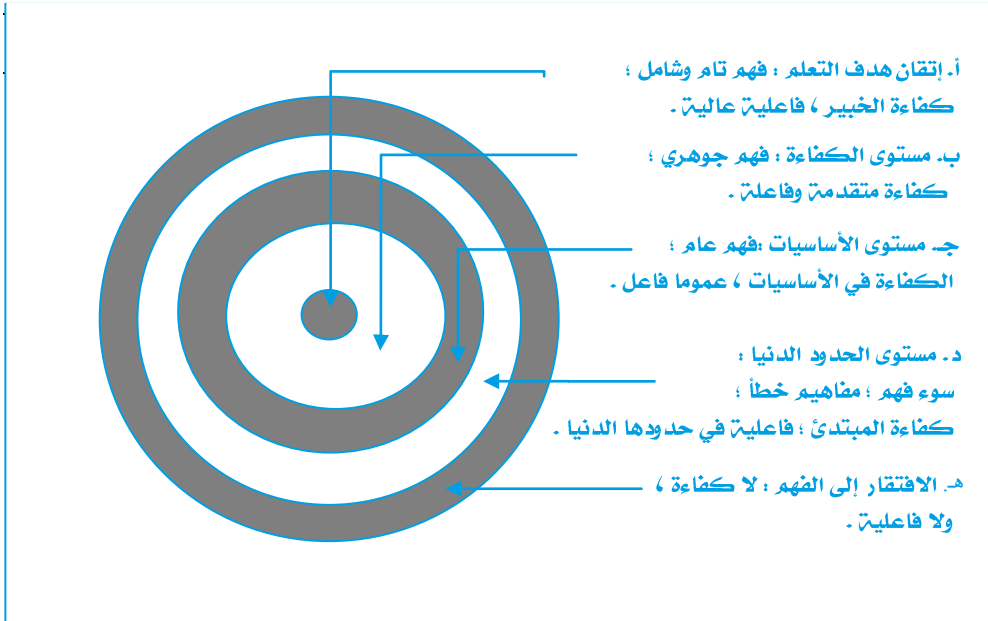 أ. إتقان هدف التعلم : فهم تام وشامل ؛
كفاءة الخبير ، فاعلية عالية .
ب. مستوى الكفاءة : فهم جوهري ؛
كفاءة متقدمة وفاعلة .
جـ. مستوى الأساسيات :فهم عام ؛
الكفاءة في الأساسيات ، عموما فاعل .
د. مستوى الحدود الدنيا :
سوء فهم ؛ مفاهيم خطأ ؛
كفاءة المبتدئ ؛ فاعلية في حدودها الدنيا .
هـ. الافتقار إلى الفهم : لا كفاءة ،
ولا فاعلية .